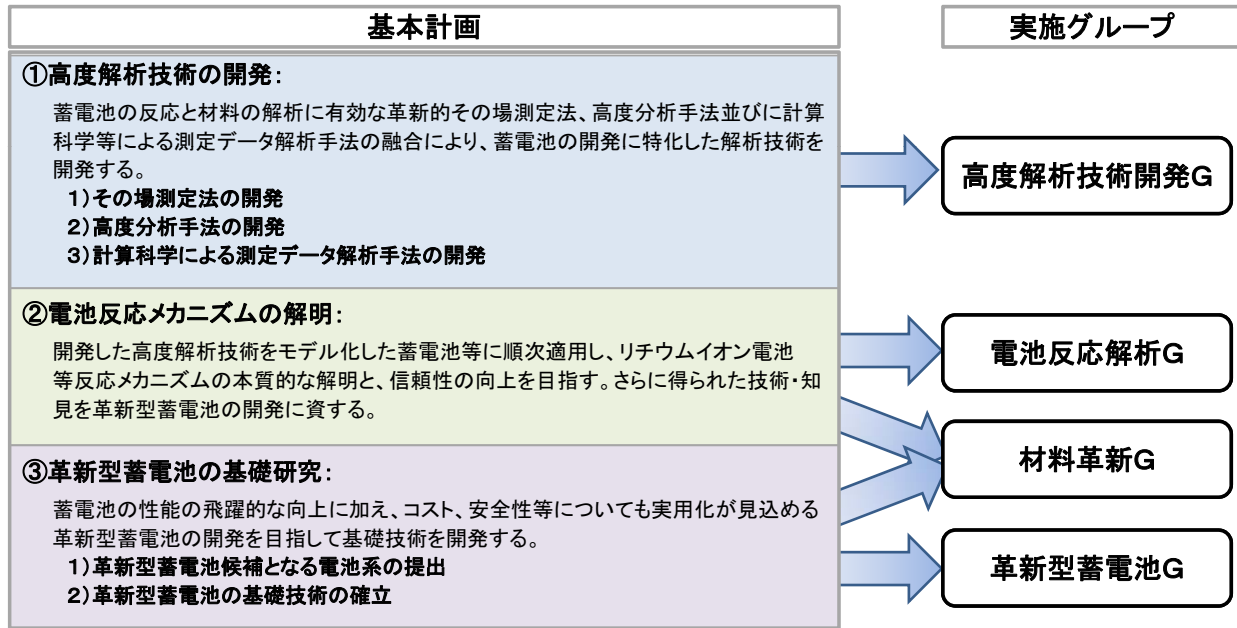 基本計画
実施グループ
①高度解析技術の開発：
蓄電池の反応と材料の解析に有効な革新的その場測定法、高度分析手法並びに計算
科学等による測定データ解析手法の融合により、蓄電池の開発に特化した解析技術を
開発する。
1)その場測定法の開発
2)高度分析手法の開発
3)計算科学による測定データ解析手法の開発
高度解析技術開発G
②電池反応メカニズムの解明：
開発した高度解析技術をモデル化した蓄電池等に順次適用し、リチウムイオン電池
等反応メカニズムの本質的な解明と、信頼性の向上を目指す。さらに得られた技術・知
見を革新型蓄電池の開発に資する。
電池反応解析G
材料革新G
③革新型蓄電池の基礎研究：
蓄電池の性能の飛躍的な向上に加え、コスト、安全性等についても実用化が見込める
革新型蓄電池の開発を目指して基礎技術を開発する。
1)革新型蓄電池候補となる電池系の提出
2)革新型蓄電池の基礎技術の確立
革新型蓄電池G